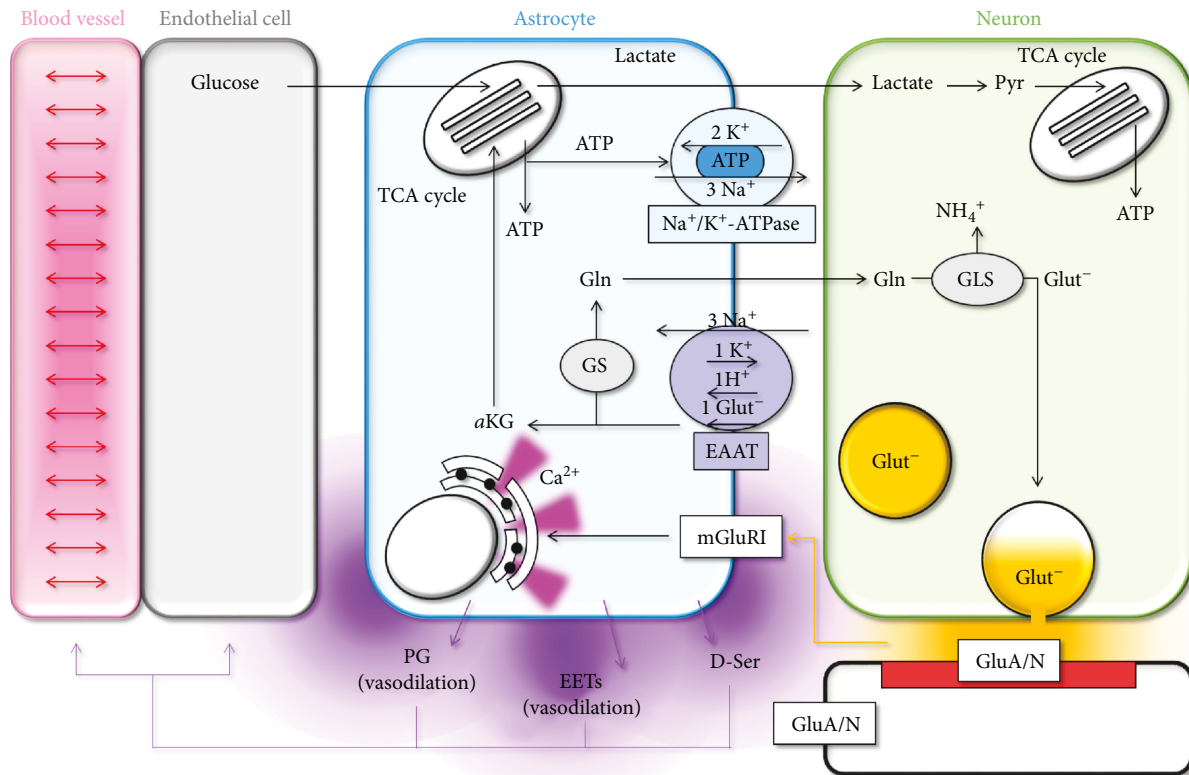 Blood vessel
Endothelial cell
Astrocyte
Neuron
Glucose
Lactate
TCA cycle
ATP
ATP
2 K⁺
ATP
3 Na⁺
Na⁺/K⁺-ATPase
Lactate
Pyr
TCA cycle
ATP
Gln
Gln
GLS
NH₄⁺
Glut⁻
GS
3 Na⁺
1 K⁺
1H⁺
1 Glut⁻
EAAT
aKG
Ca²⁺
mGluRI
Glut⁻
Glut⁻
PG
(vasodilation)
EETs
(vasodilation)
D-Ser
GluA/N
GluA/N